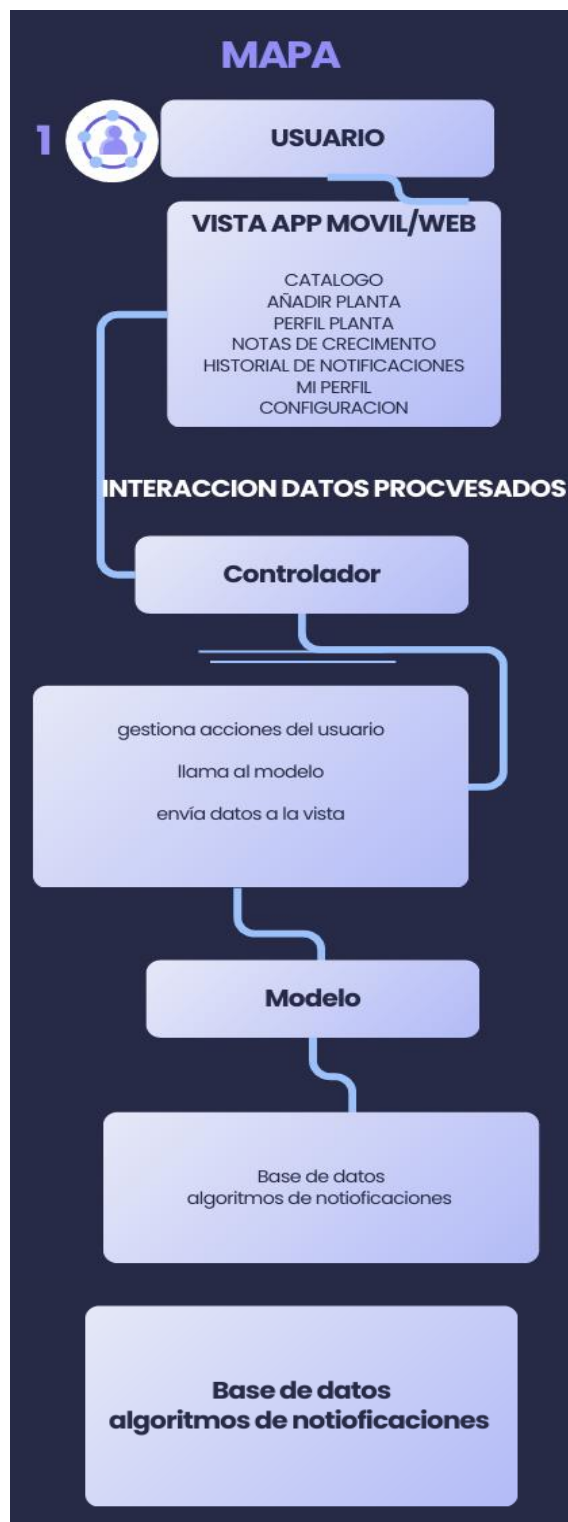 MAPA
1
USUARIO
VISTA APP MOVIL/WEB
CATALOGO
AÑADIR PLANTA
PERFIL PLANTA
NOTAS DE CRECIMENTO
HISTORIAL DE NOTIFICACIONES
MI PERFIL
CONFIGURACION
INTERACCION DATOS PROCVESADOS
Controlador
gestiona acciones del usuario
llama al modelo
envía datos a la vista
Modelo
Base de datos
algoritmos de notioficaciones
Base de datos
algoritmos de notioficaciones